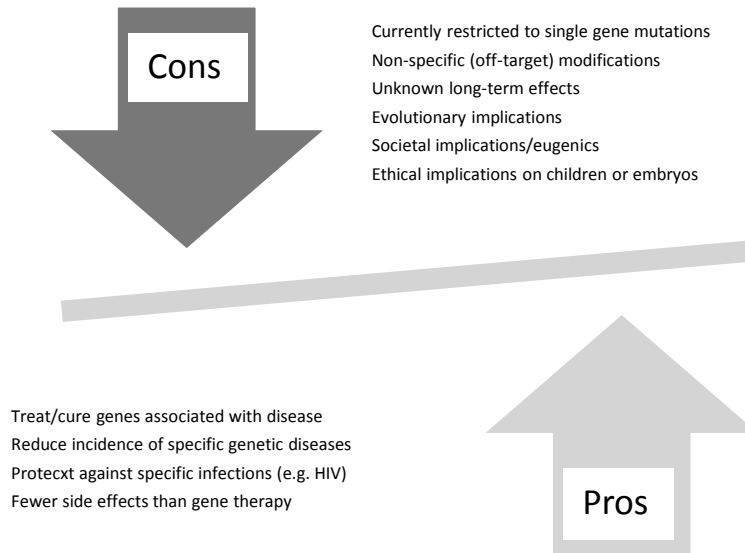 Cons
Currently restricted to single gene mutations
Non-specific (off-target) modifications
Unknown long-term effects
Evolutionary implications
Societal implications/eugenics
Ethical implications on children or embryos
Treat/cure genes associated with disease
Reduce incidence of specific genetic diseases
Protecxt against specific infections (e.g. HIV)
Fewer side effects than gene therapy
Pros